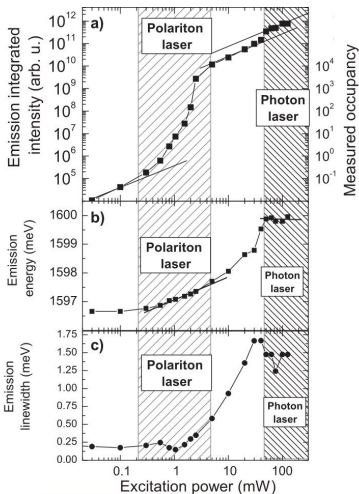 a)
Polariton
laser
Photon
laser
Emission integrated
intensity (arb. u.)
10^12
10^11
10^10
10^9
10^8
10^7
10^6
10^5
Measured occupancy
10^4
10^3
10^2
10^1
10^0
10^-1
b)
Polariton
laser
Photon
laser
Emission
energy (meV)
1600
1599
1598
1597
c)
Polariton
laser
Photon
laser
Emission
linewidth (meV)
1.75
1.50
1.25
1.00
0.75
0.50
0.25
0.00
0.1 1 10 100
Excitation power (mW)